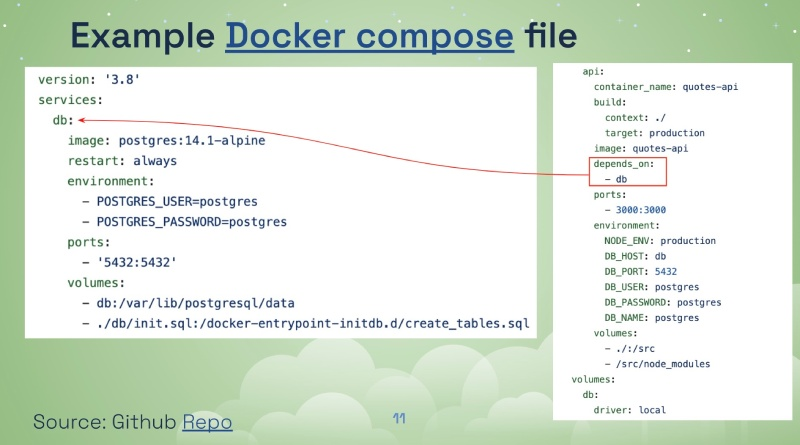 Example Docker compose file
version: '3.8'
services:
db:
image: postgres:14.1-alpine
restart: always
environment:
- POSTGRES_USER=postgres
- POSTGRES_PASSWORD=postgres
ports:
- '5432:5432'
volumes:
- db:/var/lib/postgresql/data
- ./db/init.sql:/docker-entrypoint-initdb.d/create_tables.sql
api:
container_name: quotes-api
build:
context: ./
target: production
image: quotes-api
depends_on:
- db
ports:
- 3000:3000
environment:
NODE_ENV: production
DB_HOST: db
DB_PORT: 5432
DB_USER: postgres
DB_PASSWORD: postgres
DB_NAME: postgres
volumes:
- ./:/src
- /src/node_modules
volumes:
db:
driver: local
Source: Github Repo
11